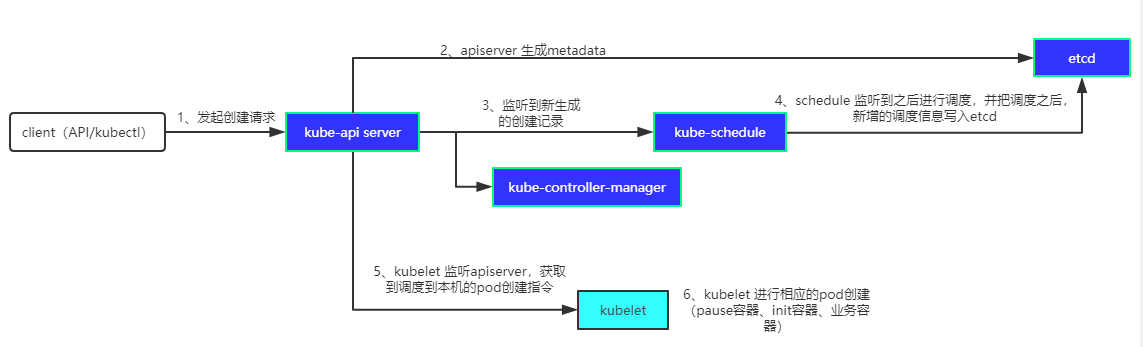 2、apiserver 生成metadata
etcd
1、发起创建请求
3、监听到新生成
的创建记录
4、schedule 监听到之后进行调度，并把调度之后，
新增的调度信息写入etcd
client（API/kubectl）
kube-api server
kube-schedule
kube-controller-manager
5、kubelet 监听apiserver，获取
到调度到本机的pod创建指令
kubelet
6、kubelet 进行相应的pod创建
（pause容器、init容器、业务容
器）